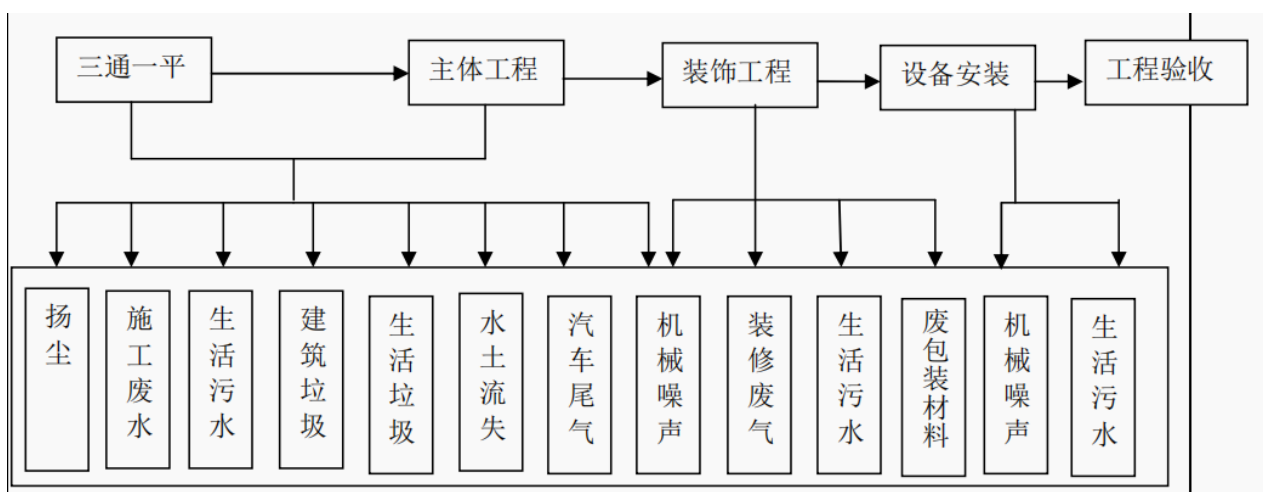 三通一平
主体工程
装饰工程
设备安装
工程验收
扬尘
施工废水
生活污水
建筑垃圾
生活垃圾
水土流失
汽车尾气
机械噪声
装修废气
生活污水
废包装材料
机械噪声
生活污水